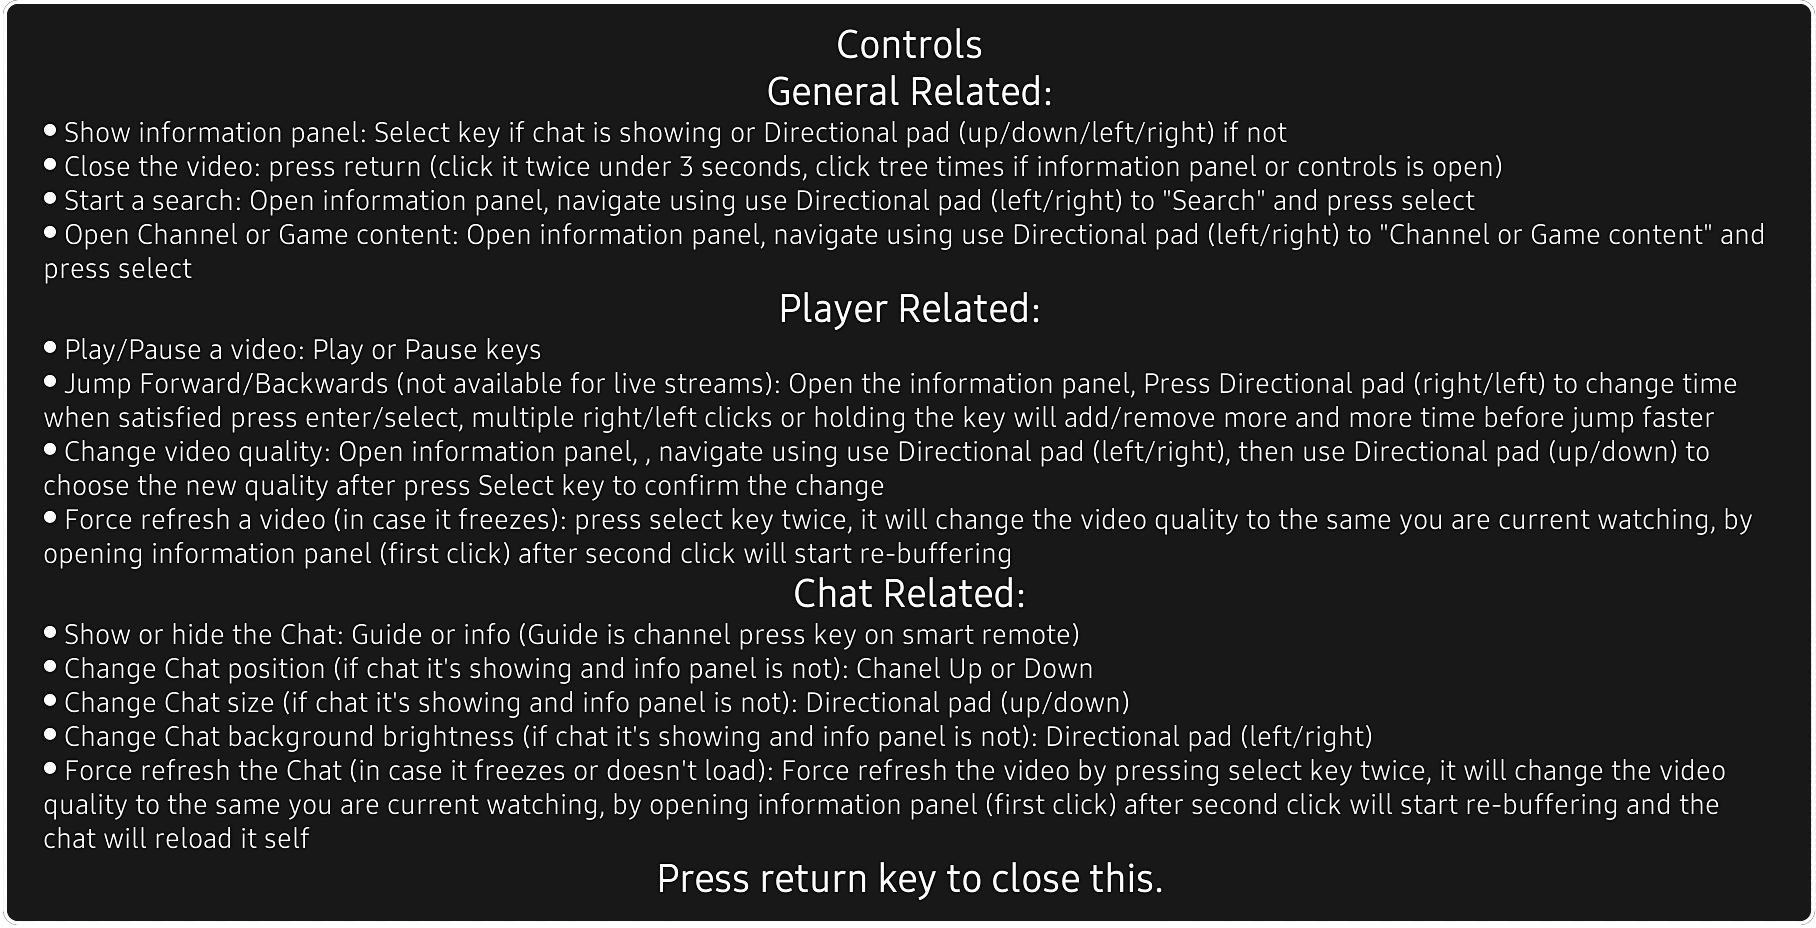 Controls
General Related:
● Show information panel: Select key if chat is showing or Directional pad (up/down/left/right) if not
● Close the video: press return (click it twice under 3 seconds, click tree times if information panel or controls is open)
● Start a search: Open information panel, navigate using use Directional pad (left/right) to "Search" and press select
● Open Channel or Game content: Open information panel, navigate using use Directional pad (left/right) to "Channel or Game content" and
press select
Player Related:
● Play/Pause a video: Play or Pause keys
● Jump Forward/Backwards (not available for live streams): Open the information panel, Press Directional pad (right/left) to change time
when satisfied press enter/select, multiple right/left clicks or holding the key will add/remove more and more time before jump faster
● Change video quality: Open information panel, , navigate using use Directional pad (left/right), then use Directional pad (up/down) to
choose the new quality after press Select key to confirm the change
● Force refresh a video (in case it freezes): press select key twice, it will change the video quality to the same you are current watching, by
opening information panel (first click) after second click will start re-buffering
Chat Related:
● Show or hide the Chat: Guide or info (Guide is channel press key on smart remote)
● Change Chat position (if chat it's showing and info panel is not): Chanel Up or Down
● Change Chat size (if chat it's showing and info panel is not): Directional pad (up/down)
● Change Chat background brightness (if chat it's showing and info panel is not): Directional pad (left/right)
● Force refresh the Chat (in case it freezes or doesn't load): Force refresh the video by pressing select key twice, it will change the video
quality to the same you are current watching, by opening information panel (first click) after second click will start re-buffering and the
chat will reload it self
Press return key to close this.